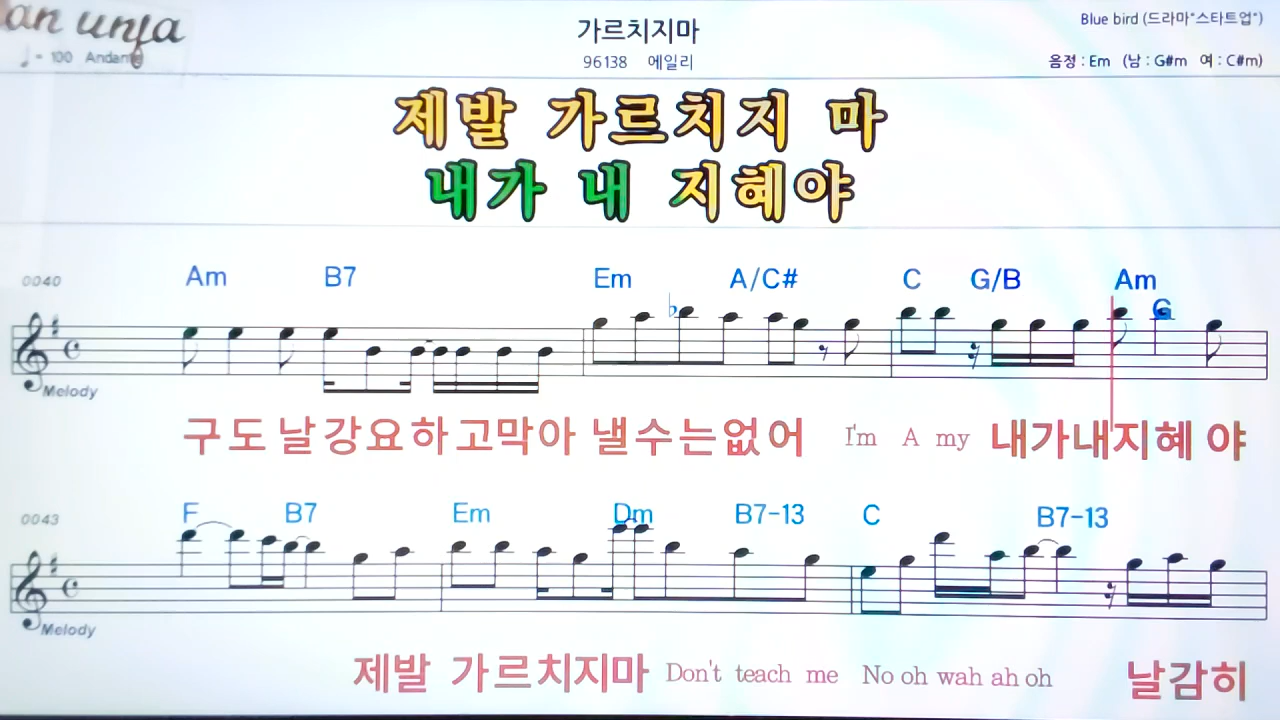 an unja
♩= 100 Andante
가르치지마
96138 에일리
Blue bird (드라마"스타트업")
음정 : Em (남 : G#m 여 : C#m)
제발 가르치지 마
내가 내 지혜야
0040 Am B7 Em A/C# C G/B Am G
Melody
구도날강요하고막아 낼수는없어 I'm A my 내가내지혜 야
0043 F B7 Em Dm B7-13 C B7-13
Melody
제발 가르치지마 Don't teach me No oh wah ah oh 날감히